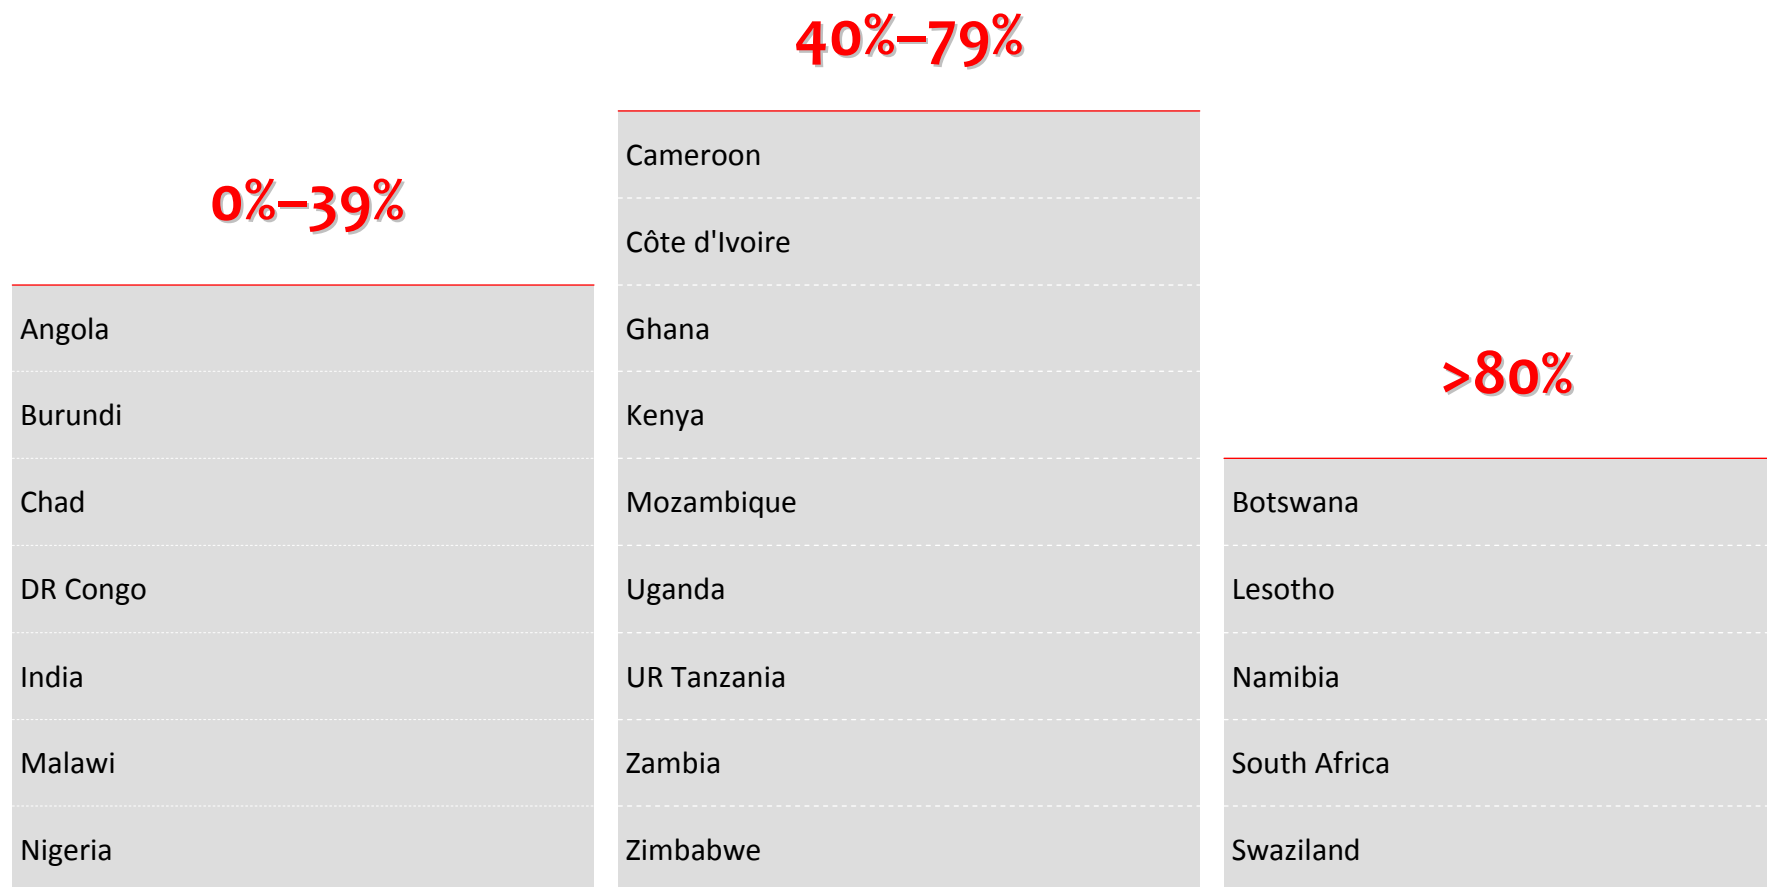 0%–39%
Angola
Burundi
Chad
DR Congo
India
Malawi
Nigeria
40%–79%
Cameroon
Côte d'Ivoire
Ghana
Kenya
Mozambique
Uganda
UR Tanzania
Zambia
Zimbabwe
>80%
Botswana
Lesotho
Namibia
South Africa
Swaziland